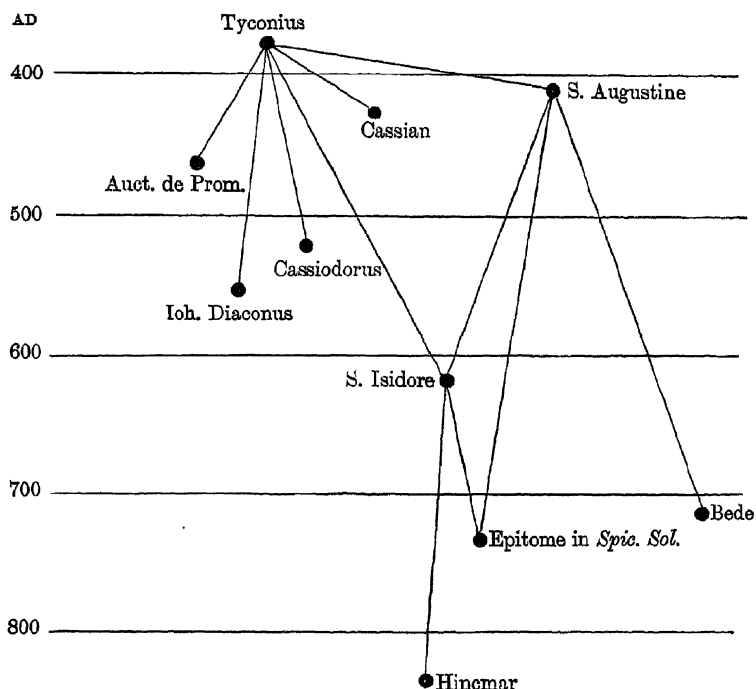 AD
Tyconius
400
S. Augustine
Cassian
Auct. de Prom.
500
Cassiodorus
Ioh. Diaconus
600
S. Isidore
700
Bede
Epitome in Spic. Sol.
800
Hincmar